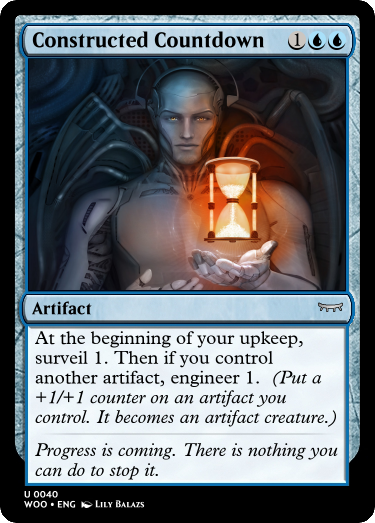 Constructed Countdown 1
Artifact
At the beginning of your upkeep,
surveil 1. Then if you control
another artifact, engineer 1. (Put a
+1/+1 counter on an artifact you
control. It becomes an artifact creature.)
Progress is coming. There is nothing you
can do to stop it.
U 0040
WOO • ENG LILY BALAZS